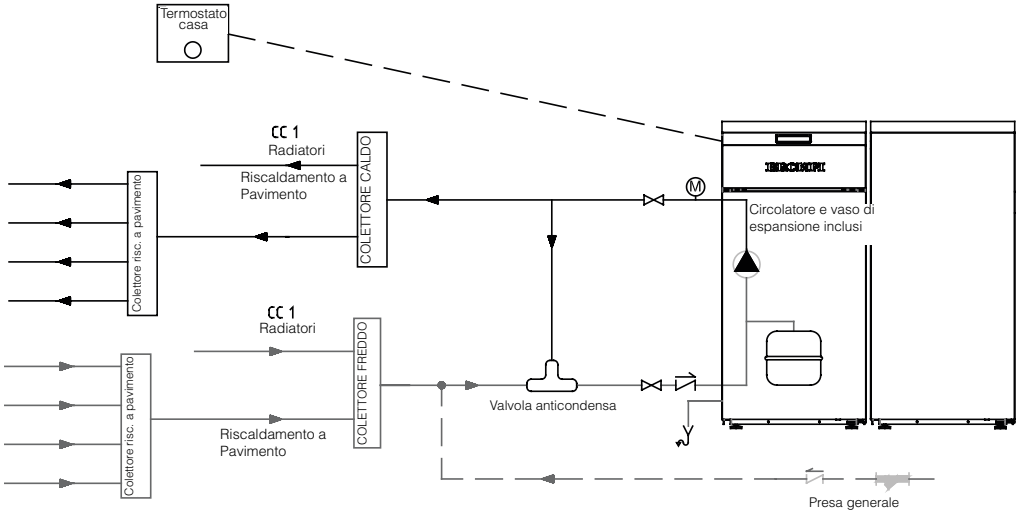 Termostato
casa
CC 1
Radiatori
Riscaldamento a
Pavimento
COLETTORE CALDO
Colettore risc. a pavimento
M
Circolatore e vaso di
espansione inclusi
CC 1
Radiatori
COLETTORE FREDDO
Colettore risc. a pavimento
Riscaldamento a
Pavimento
Valvola anticondensa
Presa generale